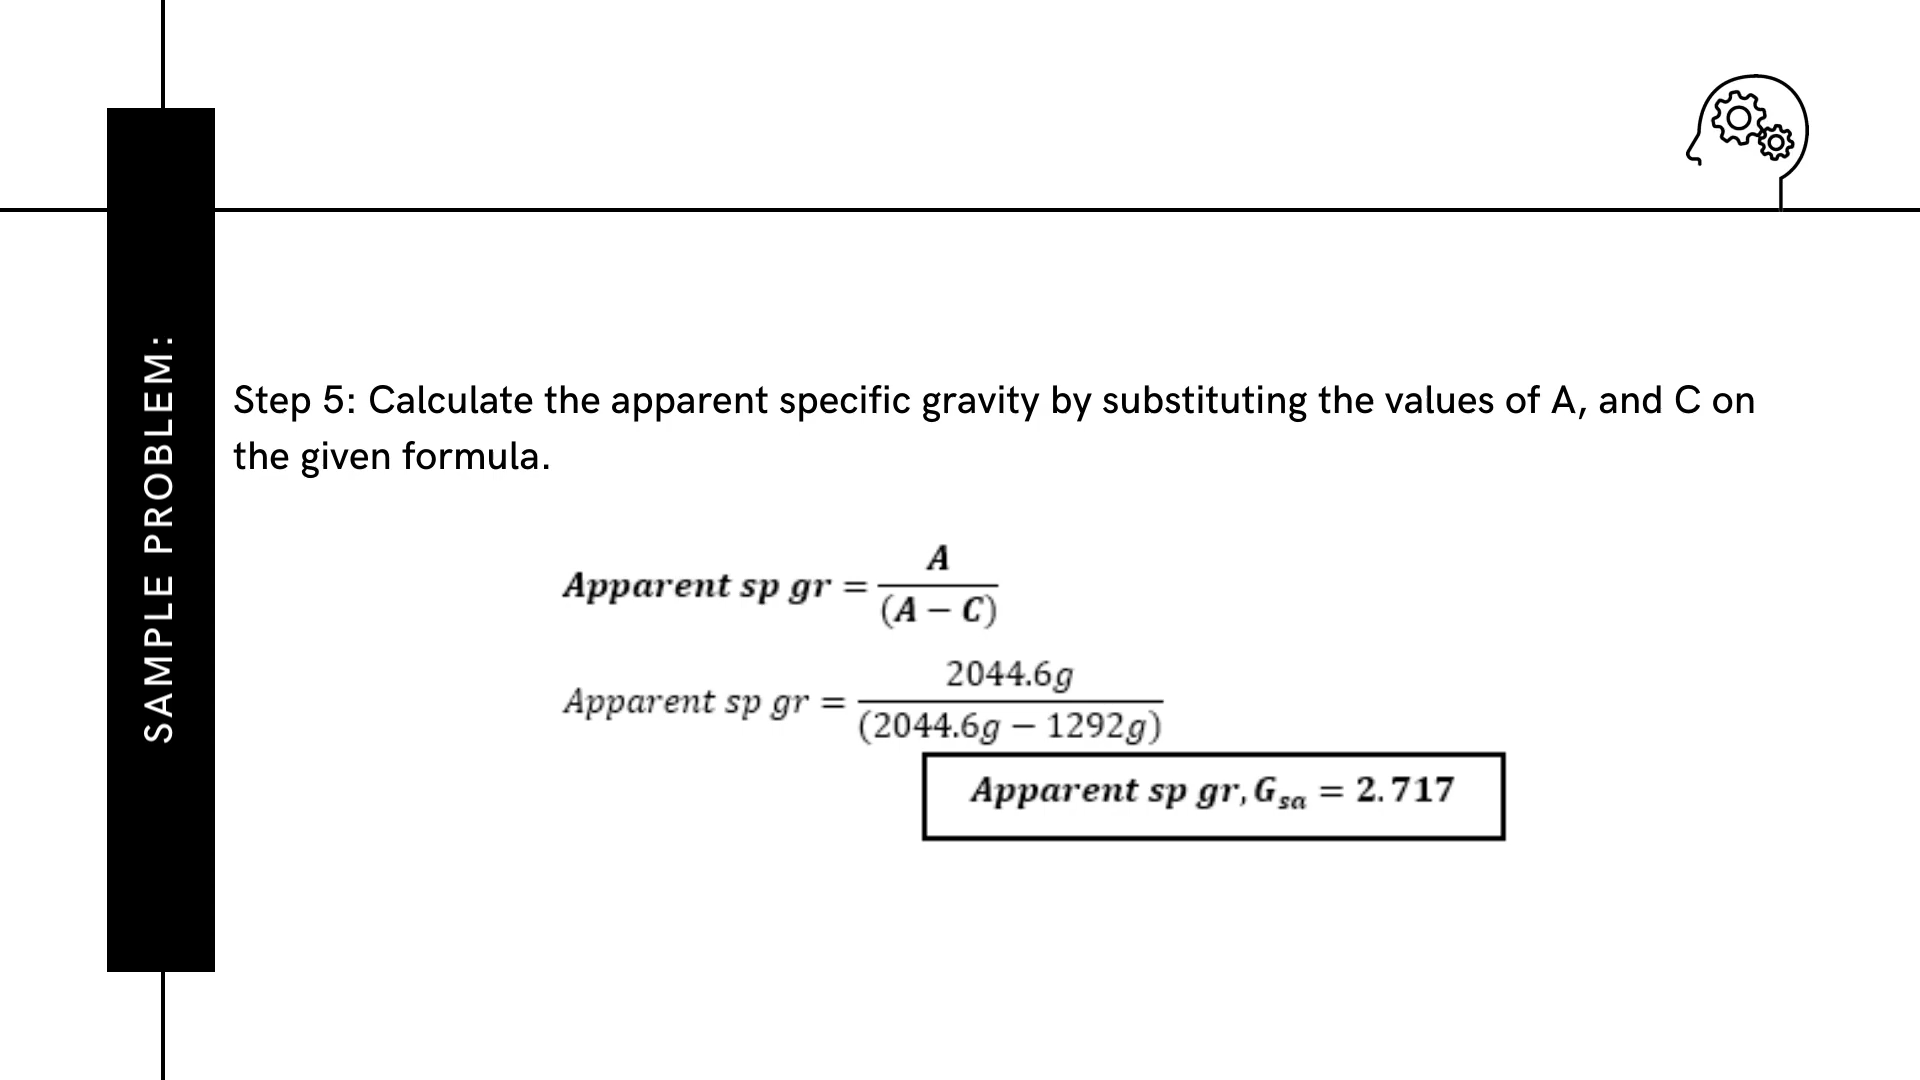 SAMPLE PROBLEM:
Step 5: Calculate the apparent specific gravity by substituting the values of A, and C on
the given formula.
Apparent sp gr = A / (A − C)
Apparent sp gr = 2044.6g / (2044.6g − 1292g)
Apparent sp gr, Gsa = 2.717